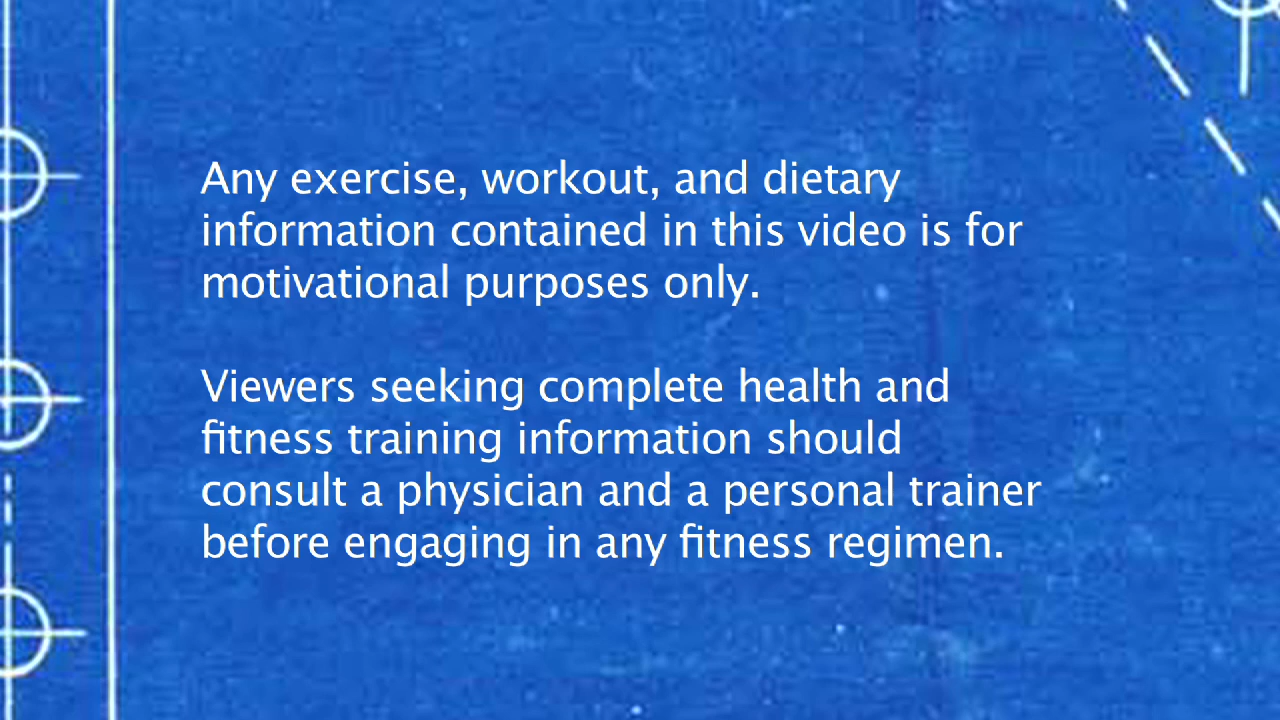 Any exercise, workout, and dietary
information contained in this video is for
motivational purposes only.
Viewers seeking complete health and
fitness training information should
consult a physician and a personal trainer
before engaging in any fitness regimen.